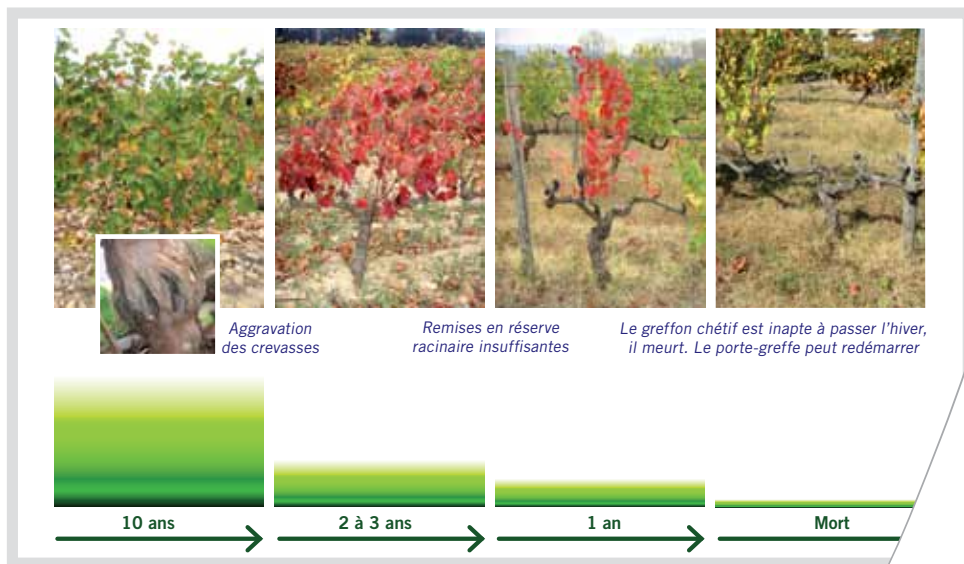 Aggravation
des crevasses
Remises en réserve
racinaire insuffisantes
Le greffon chétif est inapte à passer l'hiver,
il meurt. Le porte-greffe peut redémarrer
10 ans
2 à 3 ans
1 an
Mort